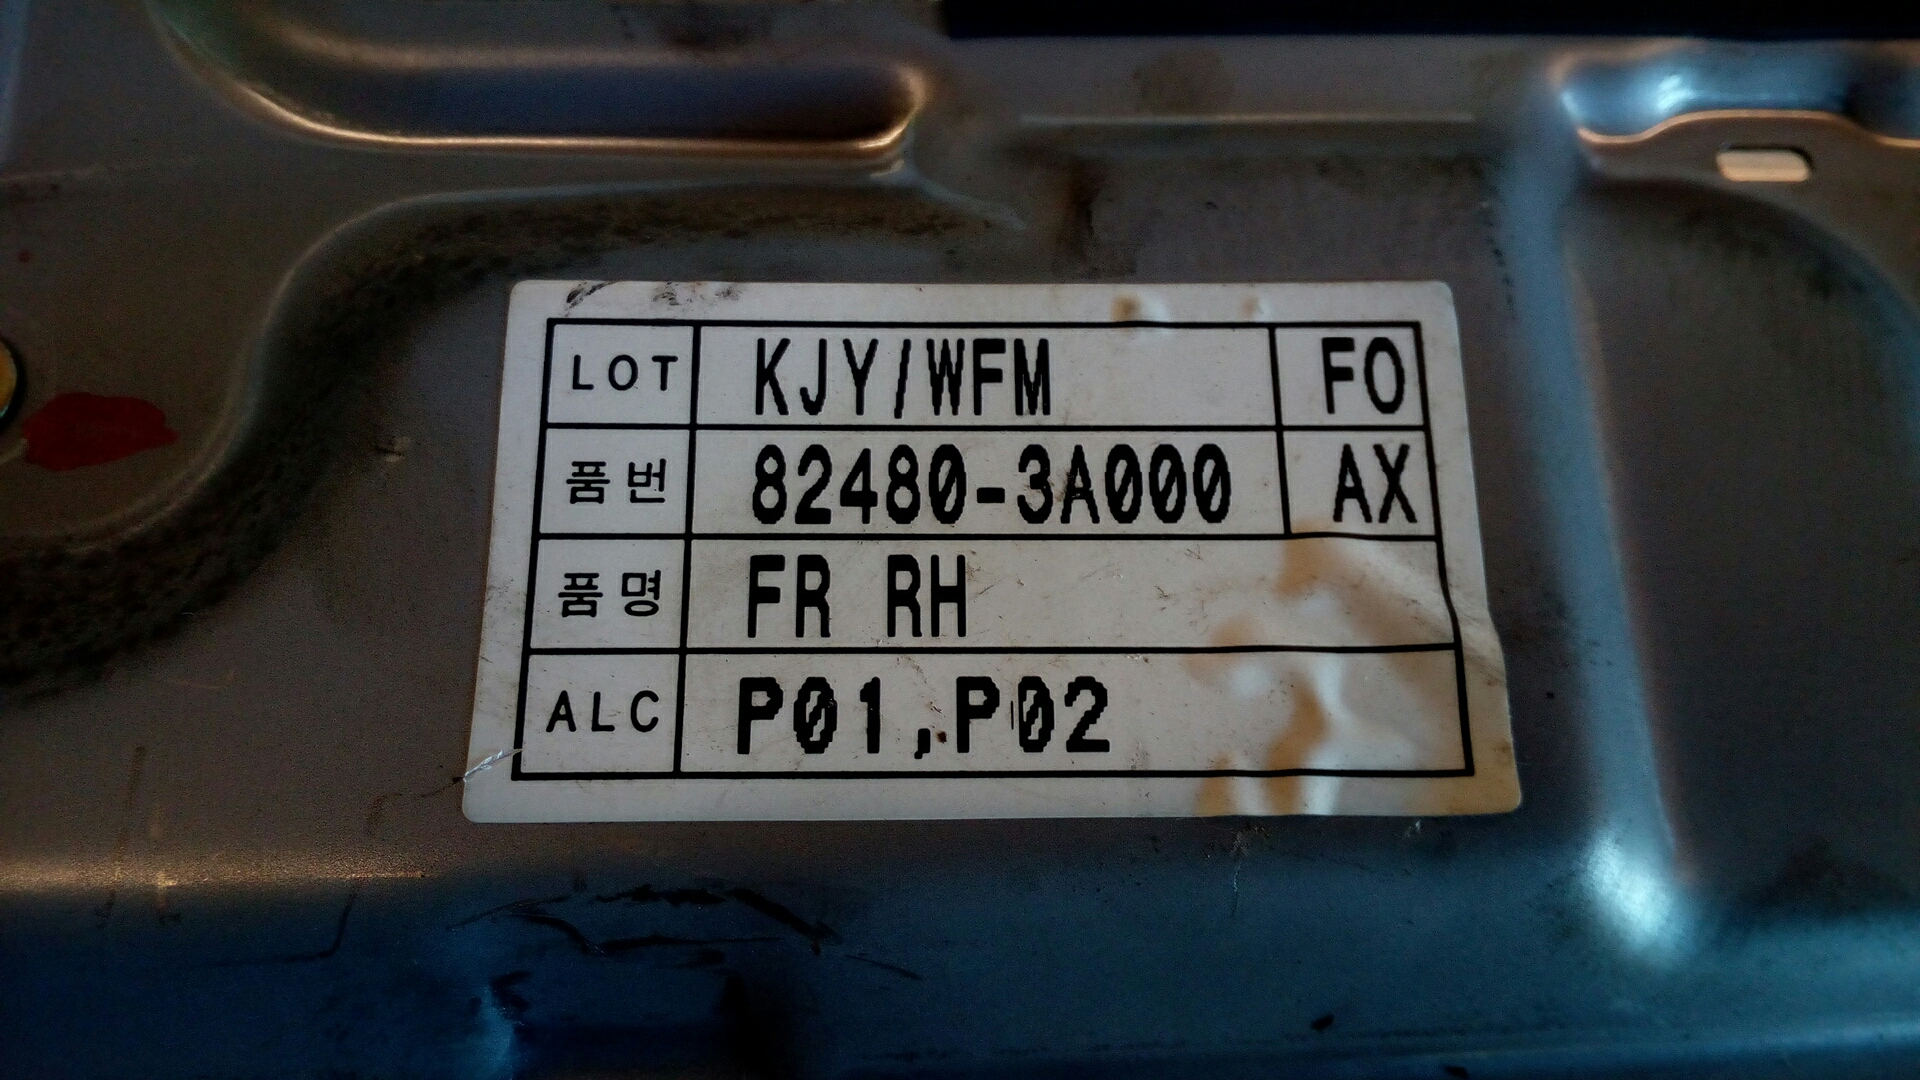 LOT KJY/WFM FO
품번 82480-3A000 AX
품명 FR RH
ALC P01,P02